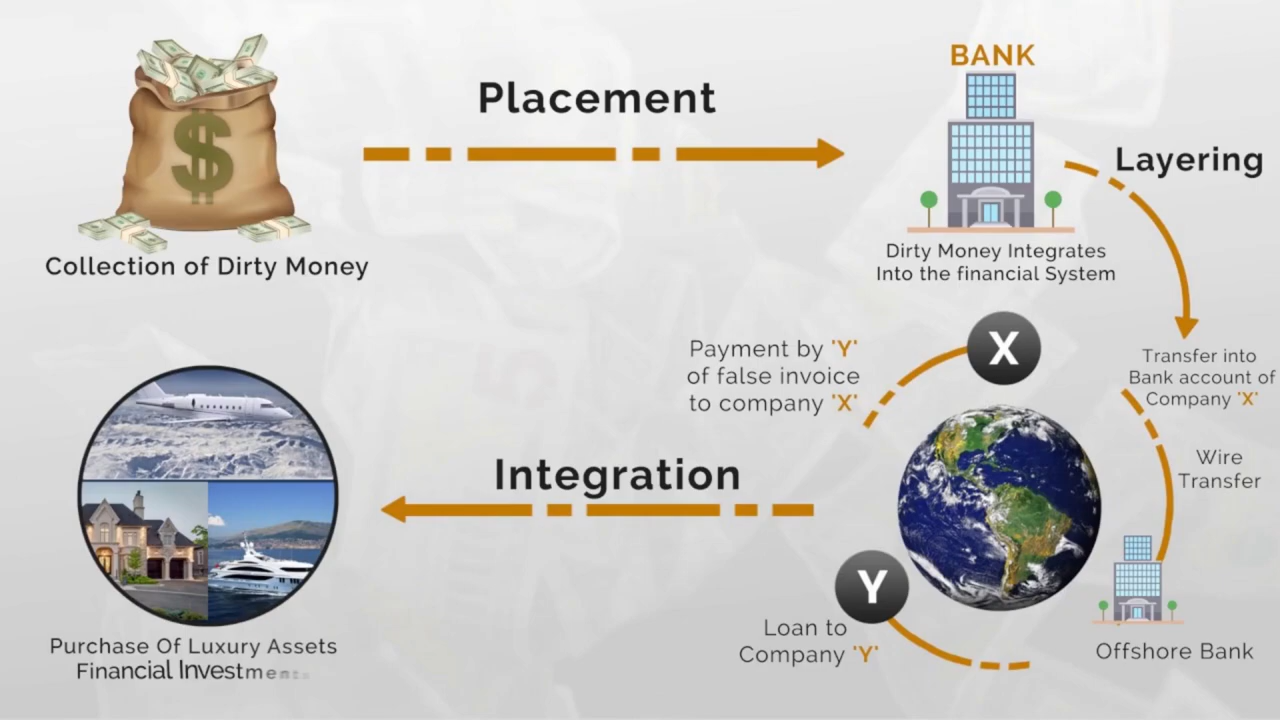 Placement
BANK
Layering
$
Collection of Dirty Money
Dirty Money Integrates
Into the financial System
Transfer into
Bank account of
Company 'X'
Wire
Transfer
Offshore Bank
Loan to
Company 'Y'
Y
Payment by 'Y'
of false invoice
to company 'X'
X
Integration
Purchase Of Luxury Assets
Financial Investment